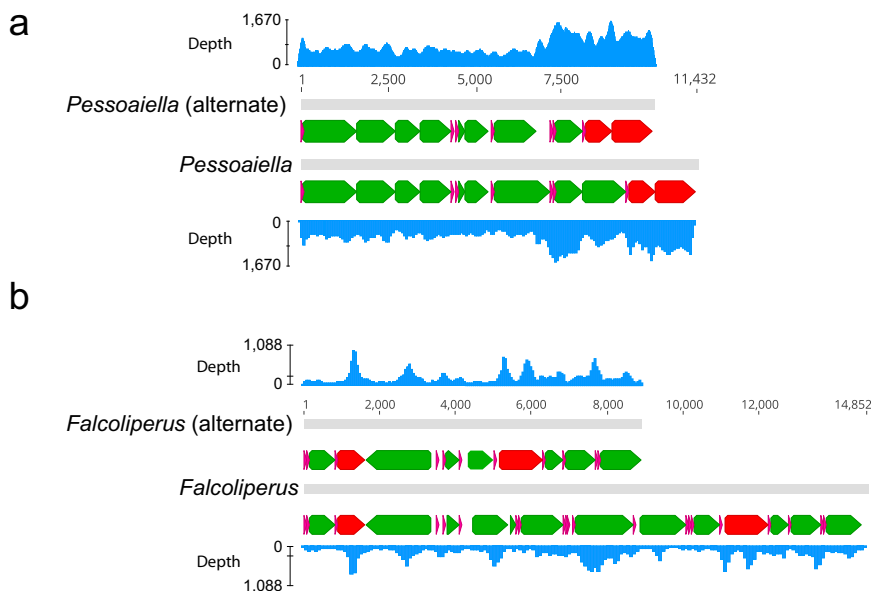 a
1,670
Depth
0
1 2,500 5,000 7,500 11,432
Pessoaiella (alternate)
Pessoaiella
0
Depth
1,670
b
1,088
Depth
0
1 2,000 4,000 6,000 8,000 10,000 12,000 14,852
Falcoliperus (alternate)
Falcoliperus
0
Depth
1.088